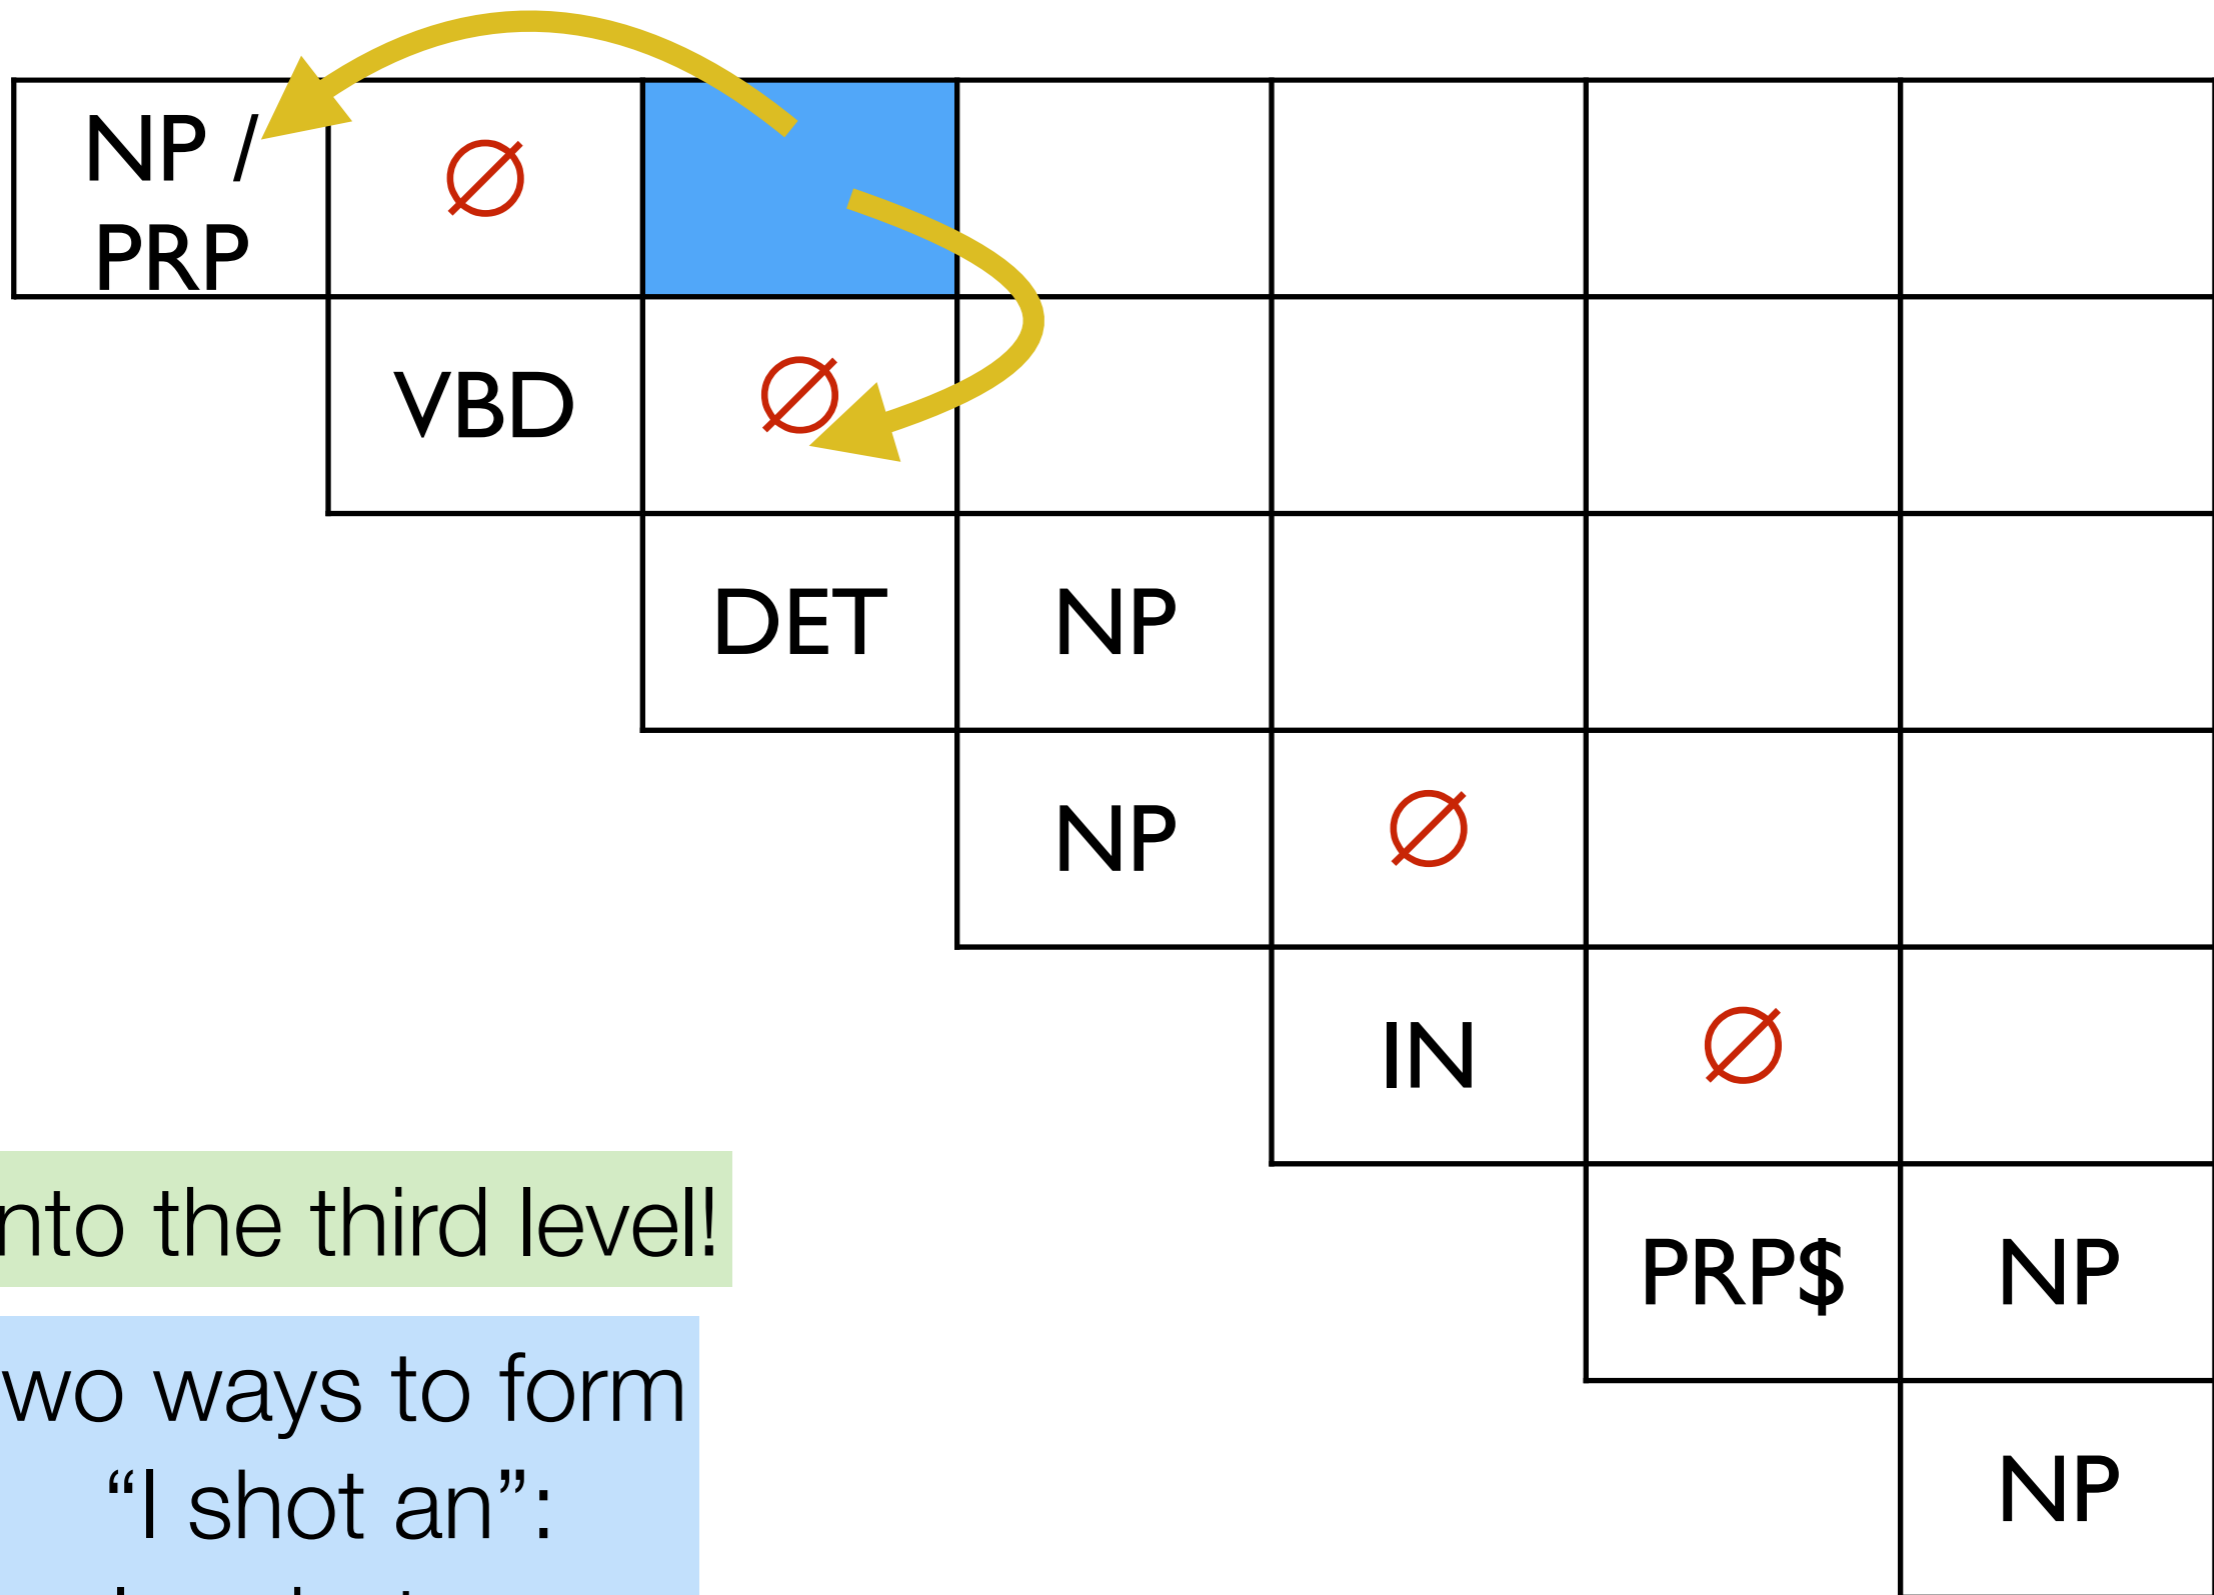 NP / ∅
PRP
VBD ∅
DET NP
NP ∅
IN ∅
PRP$ NP
NP
nto the third level!
wo ways to form
“I shot an”: